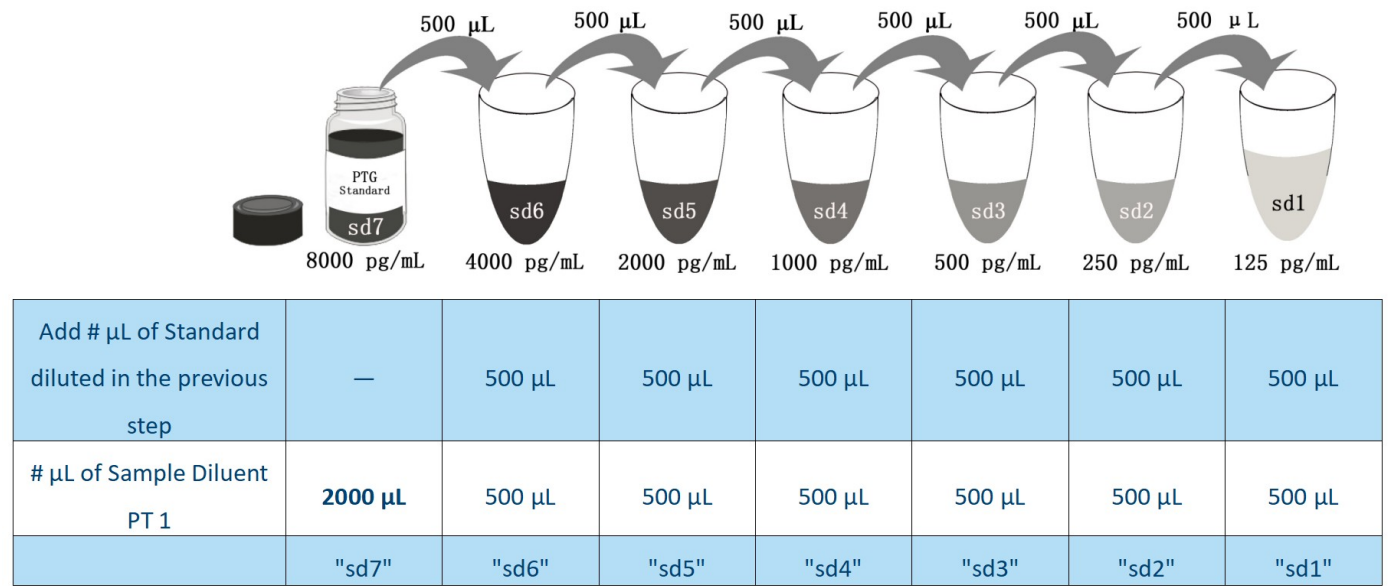 500 μL 500 μL 500 μL 500 μL 500 μL 500 μ L
PTG
Standard
sd7 sd6 sd5 sd4 sd3 sd2 sd1
8000 pg/mL 4000 pg/mL 2000 pg/mL 1000 pg/mL 500 pg/mL 250 pg/mL 125 pg/mL
Add # μL of Standard
diluted in the previous
step
— 500 μL 500 μL 500 μL 500 μL 500 μL 500 μL
# μL of Sample Diluent
PT 1
2000 μL 500 μL 500 μL 500 μL 500 μL 500 μL 500 μL
"sd7" "sd6" "sd5" "sd4" "sd3" "sd2" "sd1"